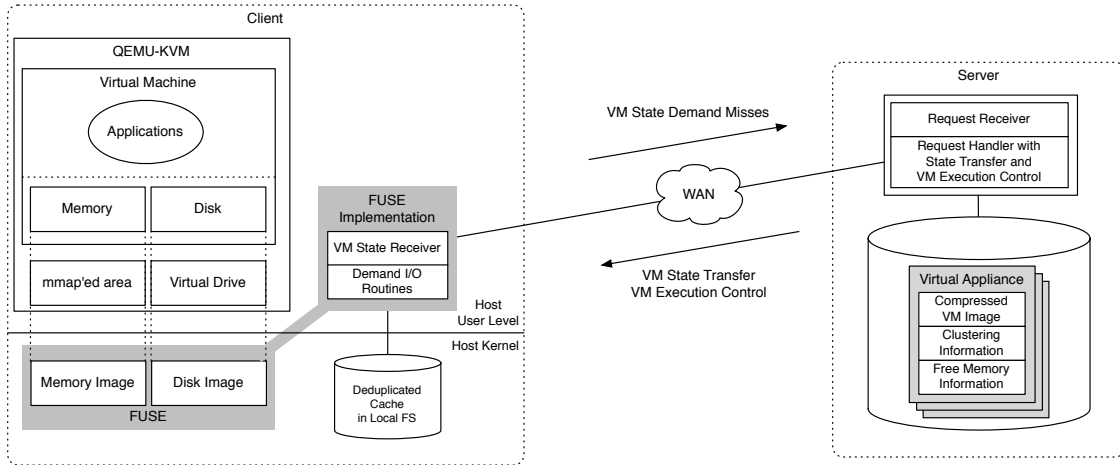 Client
QEMU-KVM
Virtual Machine
Applications
Memory
Disk
mmap'ed area
Virtual Drive
FUSE
Implementation
VM State Receiver
Demand I/O
Routines
Host
User Level
Host Kernel
Memory Image
Disk Image
FUSE
Deduplicated
Cache
in Local FS
VM State Demand Misses
WAN
VM State Transfer
VM Execution Control
Server
Request Receiver
Request Handler with
State Transfer and
VM Execution Control
Virtual Appliance
Compressed
VM Image
Clustering
Information
Free Memory
Information